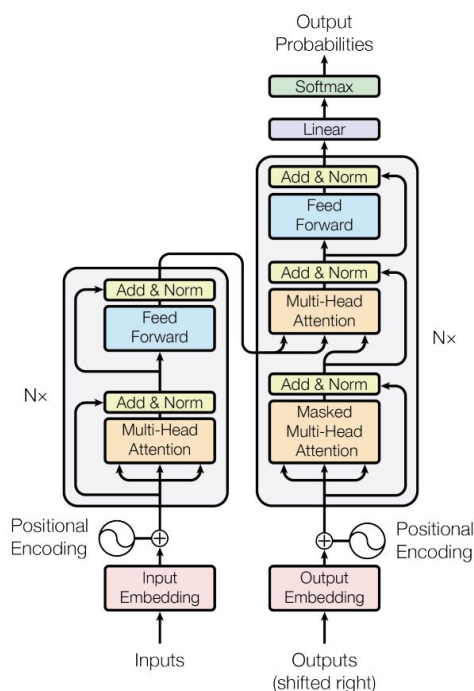 Output
Probabilities
Softmax
Linear
Add & Norm
Feed
Forward
Add & Norm
Multi-Head
Attention
Add & Norm
Masked
Multi-Head
Attention
N×
Positional
Encoding
Output
Embedding
Outputs
(shifted right)
Add & Norm
Feed
Forward
Add & Norm
Multi-Head
Attention
N×
Positional
Encoding
Input
Embedding
Inputs